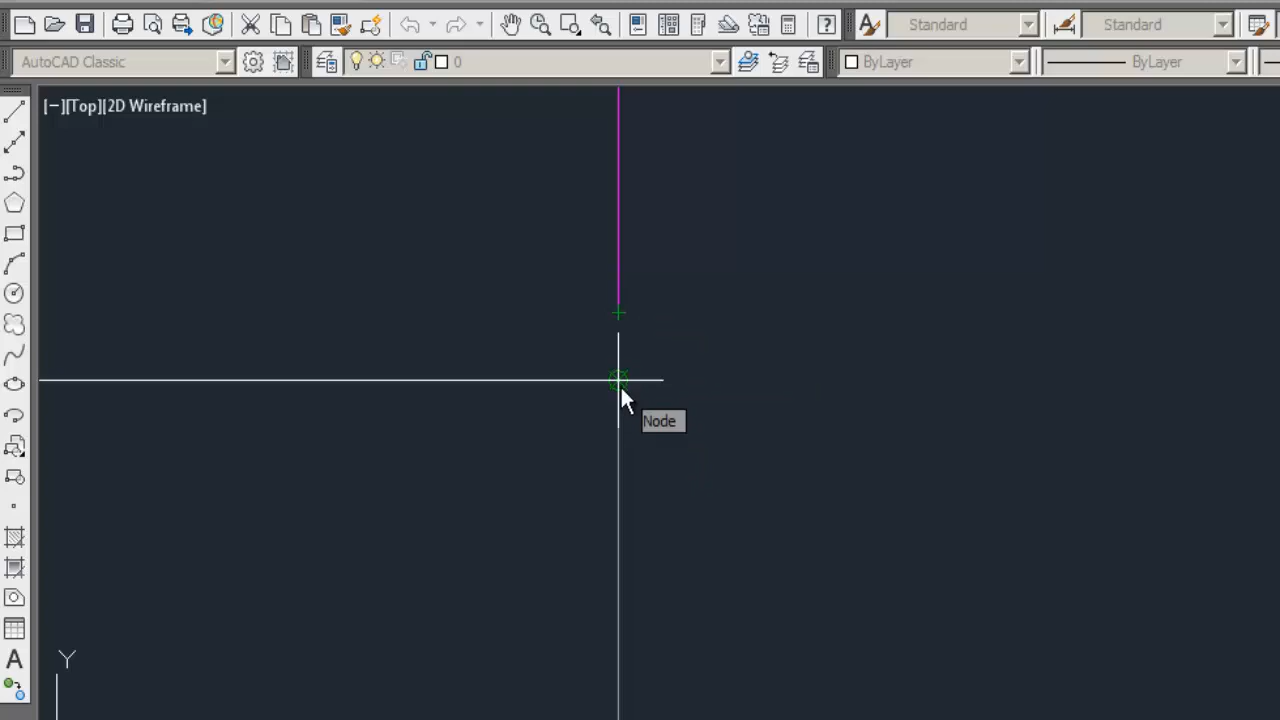 Standard
Standard
AutoCAD Classic
0
ByLayer
ByLayer
[−][Top][2D Wireframe]
Node
A
Y